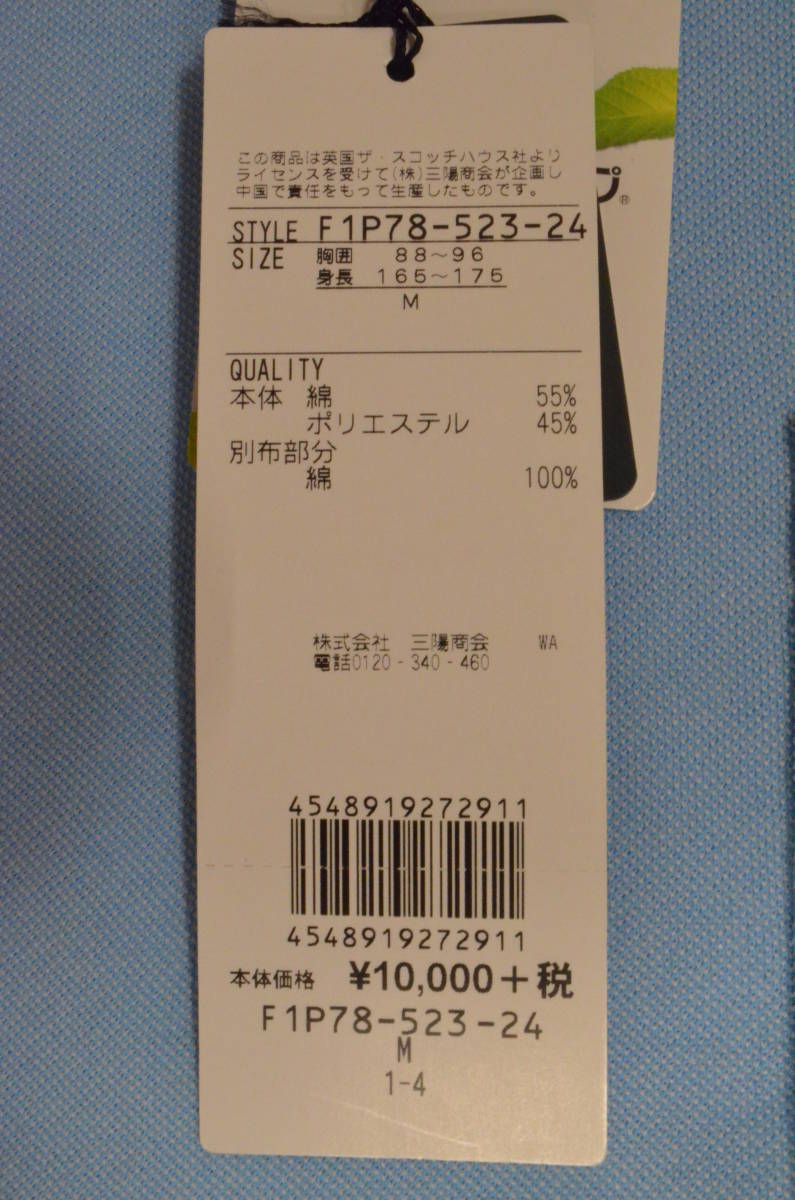 この商品は英国ザ・スコッチハウス社より
ライセンスを受けて(株)三陽商会が企画し
中国で責任をもって生産したものです。
STYLE F1P78-523-24
SIZE 胸囲 88～96
身長 165～175
M
プ®
QUALITY
本体 綿 55%
ポリエステル 45%
別布部分
綿 100%
株式会社 三陽商会 WA
電話0120-340-460
4548919272911
4548919272911
本体価格 ¥10,000+税
F1P78-523-24
M
1-4